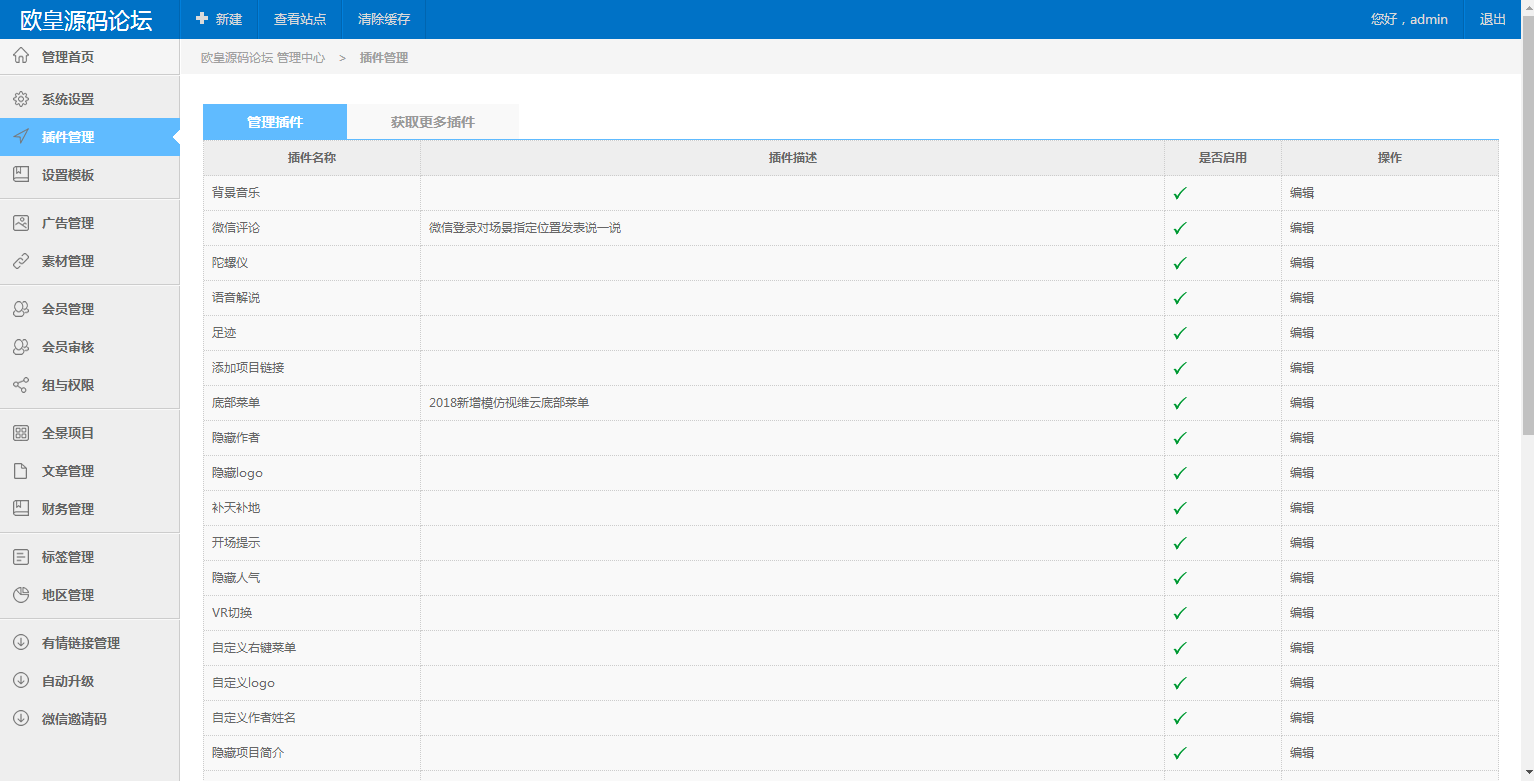 欧皇源码论坛 新建 查看站点 清除缓存 您好，admin 退出
管理首页
系统设置
插件管理
设置模板
广告管理
素材管理
会员管理
会员审核
组与权限
全景项目
文章管理
财务管理
标签管理
地区管理
有情链接管理
自动升级
微信邀请码
欧皇源码论坛 管理中心 > 插件管理
管理插件 获取更多插件
插件名称 插件描述 是否启用 操作
背景音乐 编辑
微信评论 微信登录对场景指定位置发表说一说 编辑
陀螺仪 编辑
语音解说 编辑
足迹 编辑
添加项目链接 编辑
底部菜单 2018新增模仿视维云底部菜单 编辑
隐藏作者 编辑
隐藏logo 编辑
补天补地 编辑
开场提示 编辑
隐藏人气 编辑
VR切换 编辑
自定义右键菜单 编辑
自定义logo 编辑
自定义作者姓名 编辑
隐藏项目简介 编辑